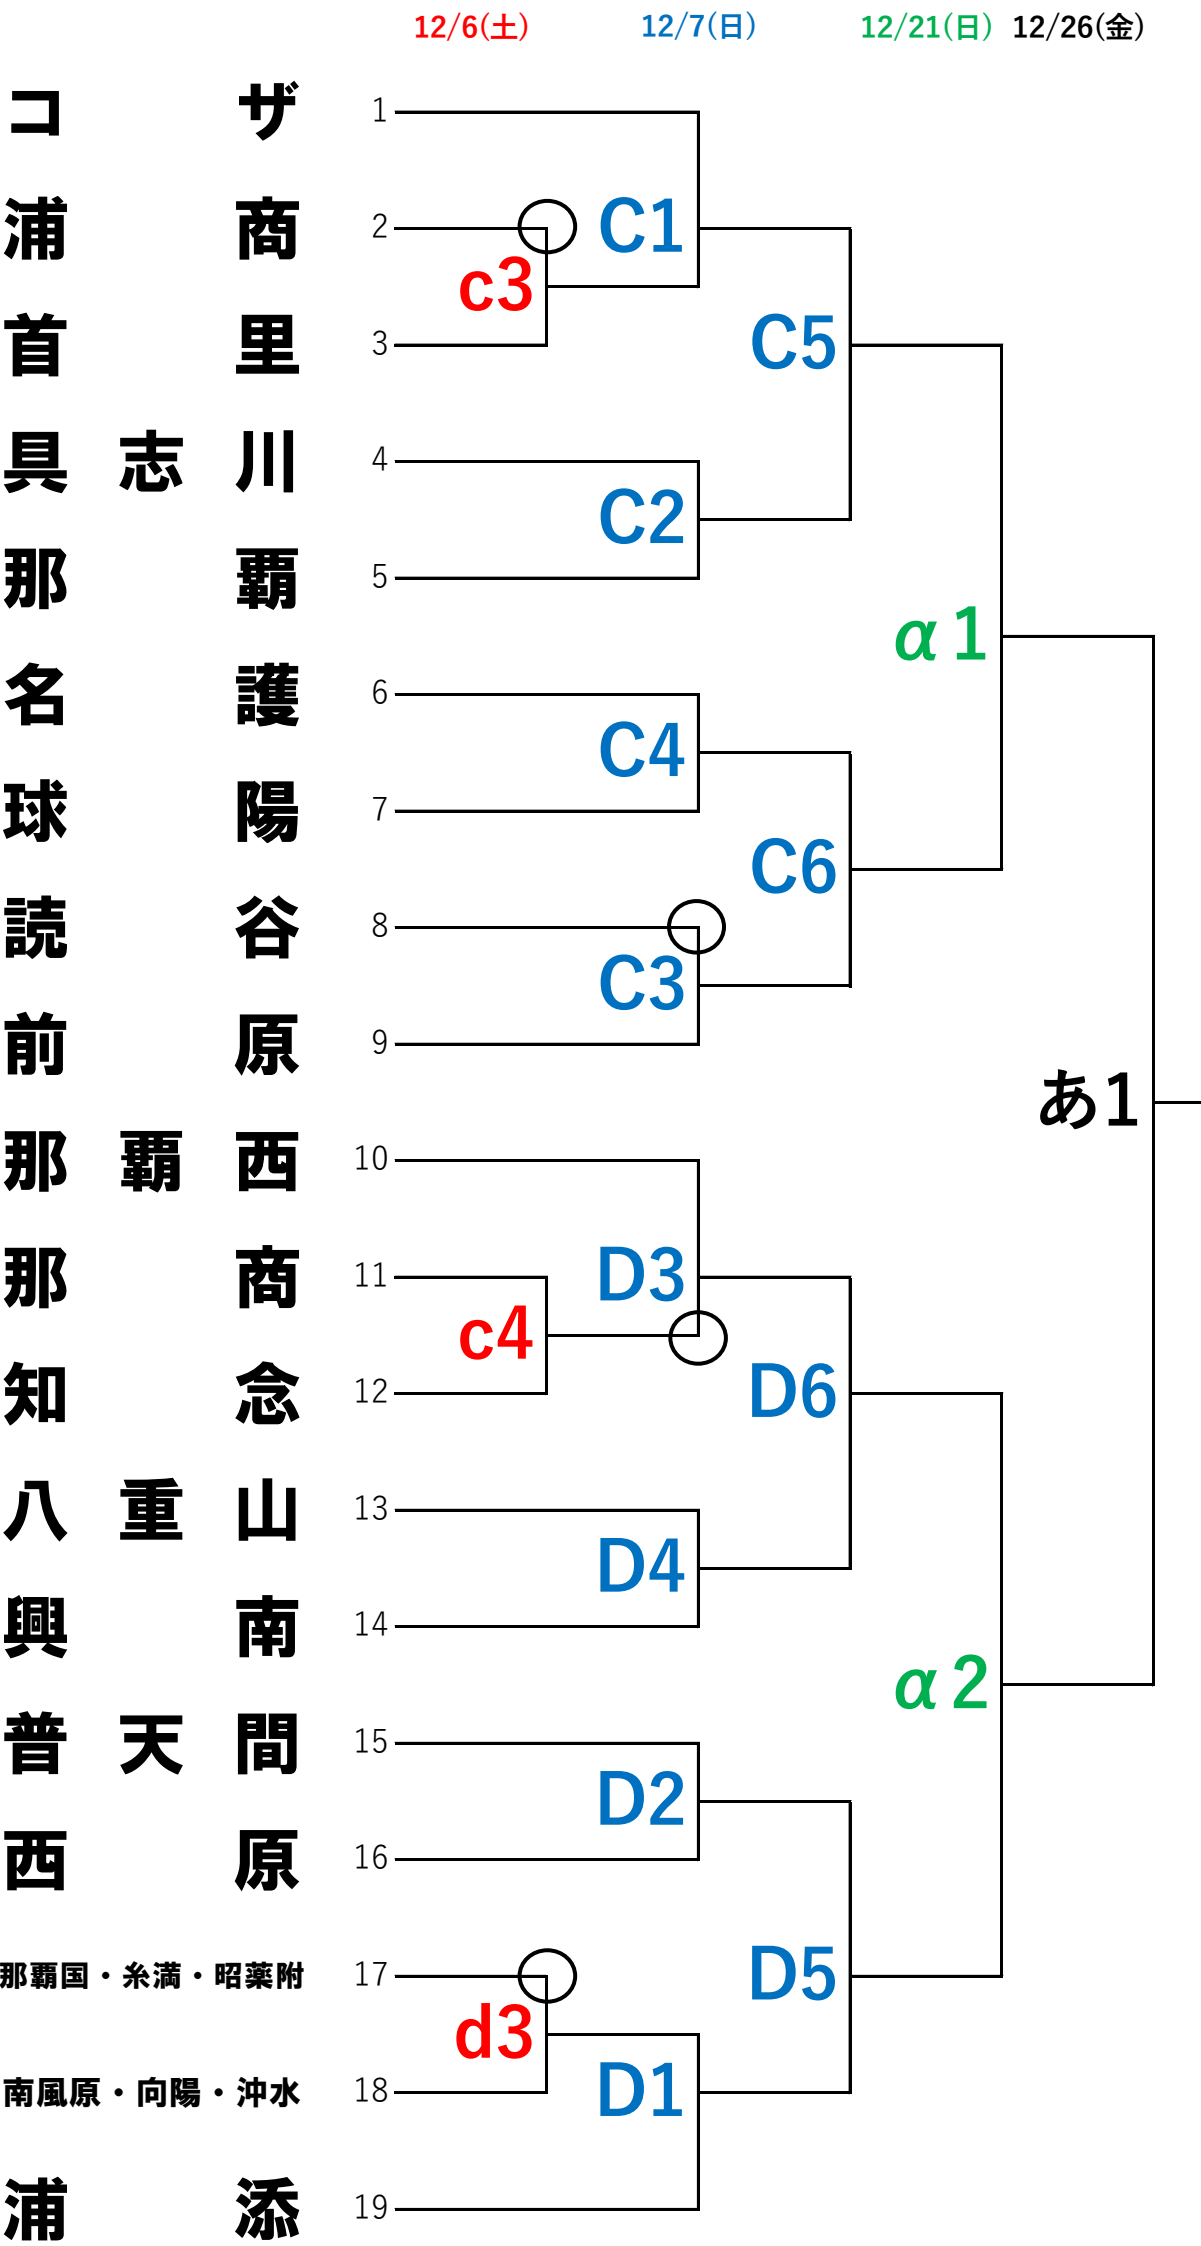 12/6(土) 12/7(日) 12/21(日) 12/26(金)
コザ 1
浦商 2
C1
c3
首里 3
C5
具志川 4
C2
那覇 5
α1
名護 6
C4
球陽 7
C6
読谷 8
C3
前原 9
あ1
那覇西 10
那商 11
D3
c4
知念 12
D6
八重山 13
D4
興南 14
α2
普天間 15
D2
西原 16
那覇国・糸満・昭薬附 17
D5
d3
南風原・向陽・沖水 18
D1
浦添 19